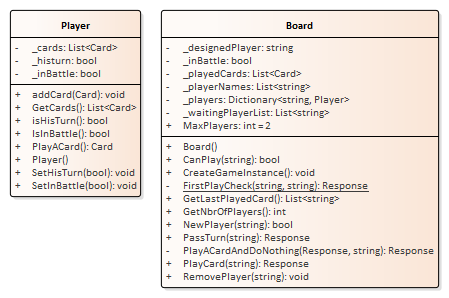 Player
- _cards: List<Card>
- _histurn: bool
- _inBattle: bool
+ addCard(Card): void
+ GetCards(): List<Card>
+ isHisTurn(): bool
+ IsInBattle(): bool
+ PlayACard(): Card
+ Player()
+ SetHisTurn(bool): void
+ SetInBattle(bool): void
Board
- _designedPlayer: string
- _inBattle: bool
- _playedCards: List<Card>
- _playerNames: List<string>
- _players: Dictionary<string, Player>
- _waitingPlayerList: List<string>
+ MaxPlayers: int = 2
+ Board()
+ CanPlay(string): bool
+ CreateGameInstance(): void
- FirstPlayCheck(string, string): Response
+ GetLastPlayedCard(): List<string>
+ GetNbrOfPlayers(): int
+ NewPlayer(string): bool
+ PassTurn(string): Response
- PlayACardAndDoNothing(Response, string): Response
+ PlayCard(string): Response
+ RemovePlayer(string): void